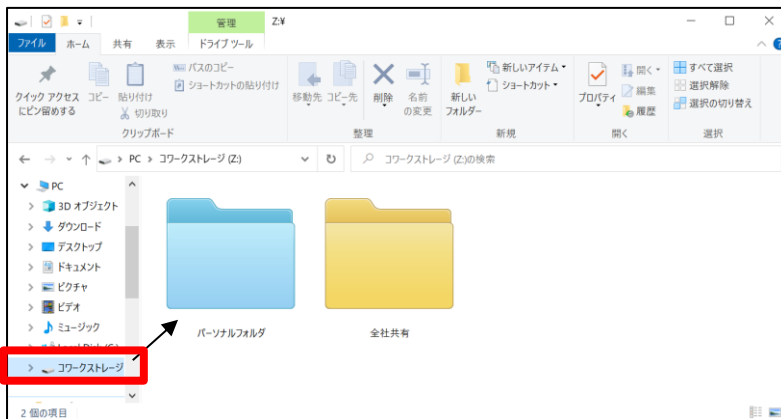 管理
Z:¥
ファイル
ホーム
共有
表示
ドライブ ツール
クイック アクセス
にピン留めする
コピー
貼り付け
パスのコピー
ショートカットの貼り付け
切り取り
クリップボード
移動先
コピー先
削除
名前
の変更
整理
新しい
フォルダー
新しいアイテム
ショートカット
新規
プロパティ
開く
編集
履歴
開く
すべて選択
選択解除
選択の切り替え
選択
PC > コワークストレージ (Z:)
コワークストレージ (Z:)の検索
PC
3D オブジェクト
ダウンロード
デスクトップ
ドキュメント
ピクチャ
ビデオ
ミュージック
Local Disk (C:)
コワークストレージ
パーソナルフォルダ
全社共有
2 個の項目